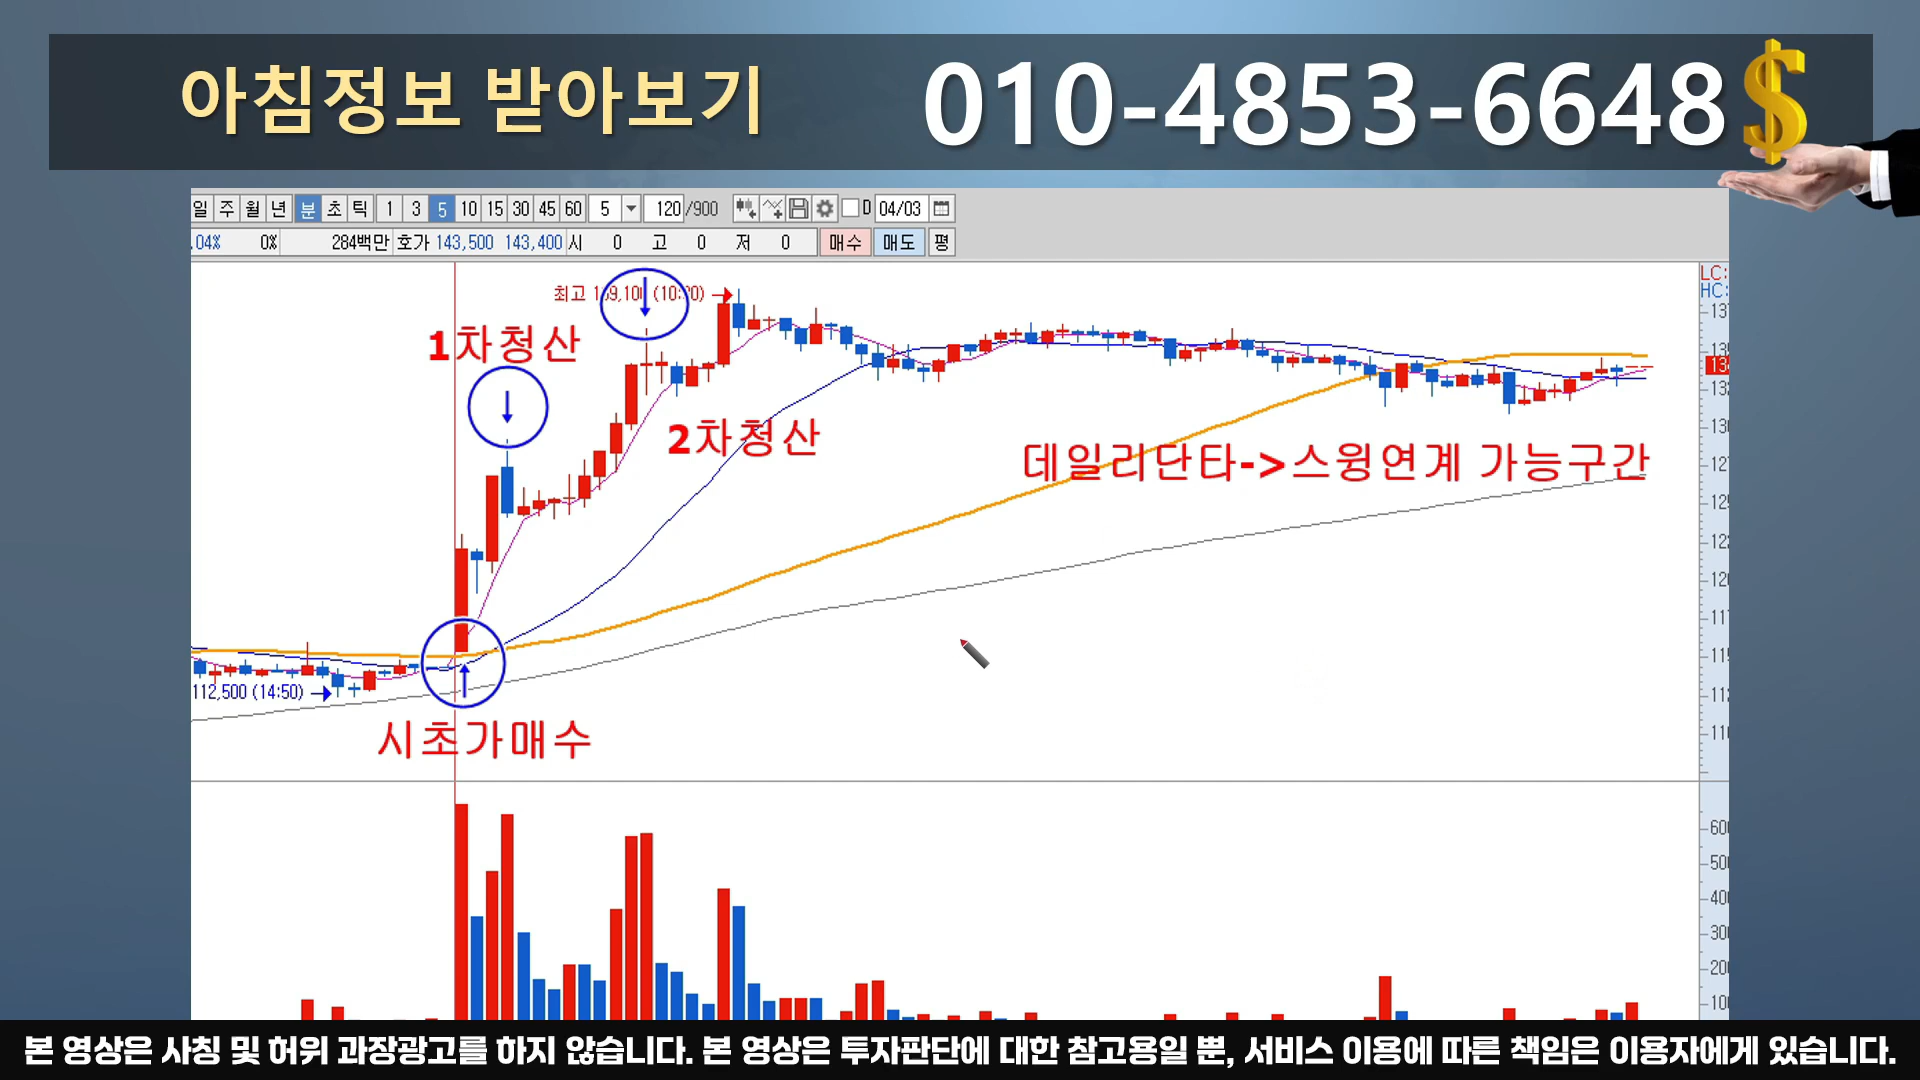 아침정보 받아보기 010-4853-6648
일 주 월 년 분 초 틱 1 3 5 10 15 30 45 60 5 120 /900 D 04/03
.04% 0% 284백만 호가 143,500 143,400 시 0 고 0 저 0 매수 매도 평
LC:
HC:
최고 (10:20)
1차청산
2차청산
데일리단타->스윙연계 가능구간
112,500 (14:50)
시초가매수
본 영상은 사칭 및 허위 과장광고를 하지 않습니다. 본 영상은 투자판단에 대한 참고용일 뿐, 서비스 이용에 따른 책임은 이용자에게 있습니다.